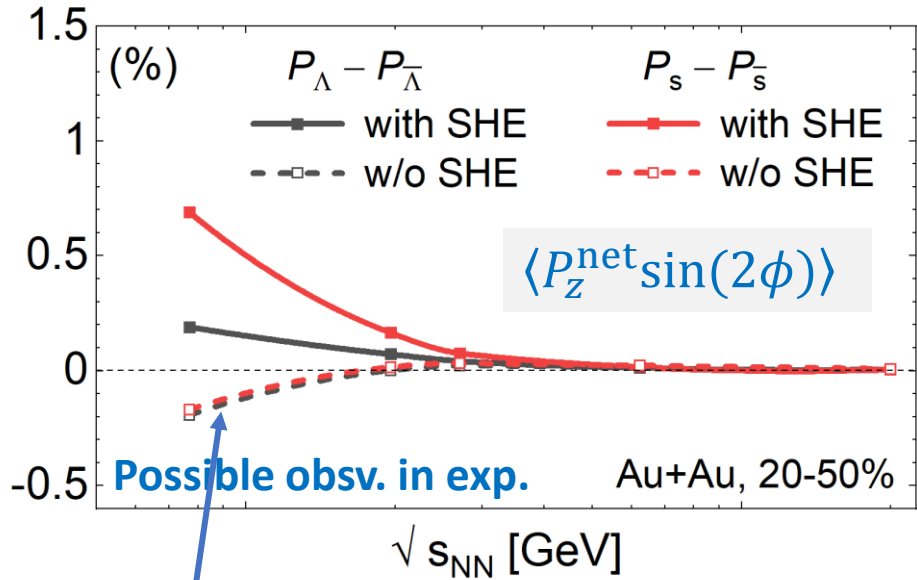 1.5
(%)
P_Λ − P_Λ̅
P_s − P_s̅
with SHE
with SHE
1
w/o SHE
w/o SHE
0.5
⟨P_z^net sin(2ϕ)⟩
0
Possible obsv. in exp.
Au+Au, 20-50%
-0.5
√ s_NN [GeV]